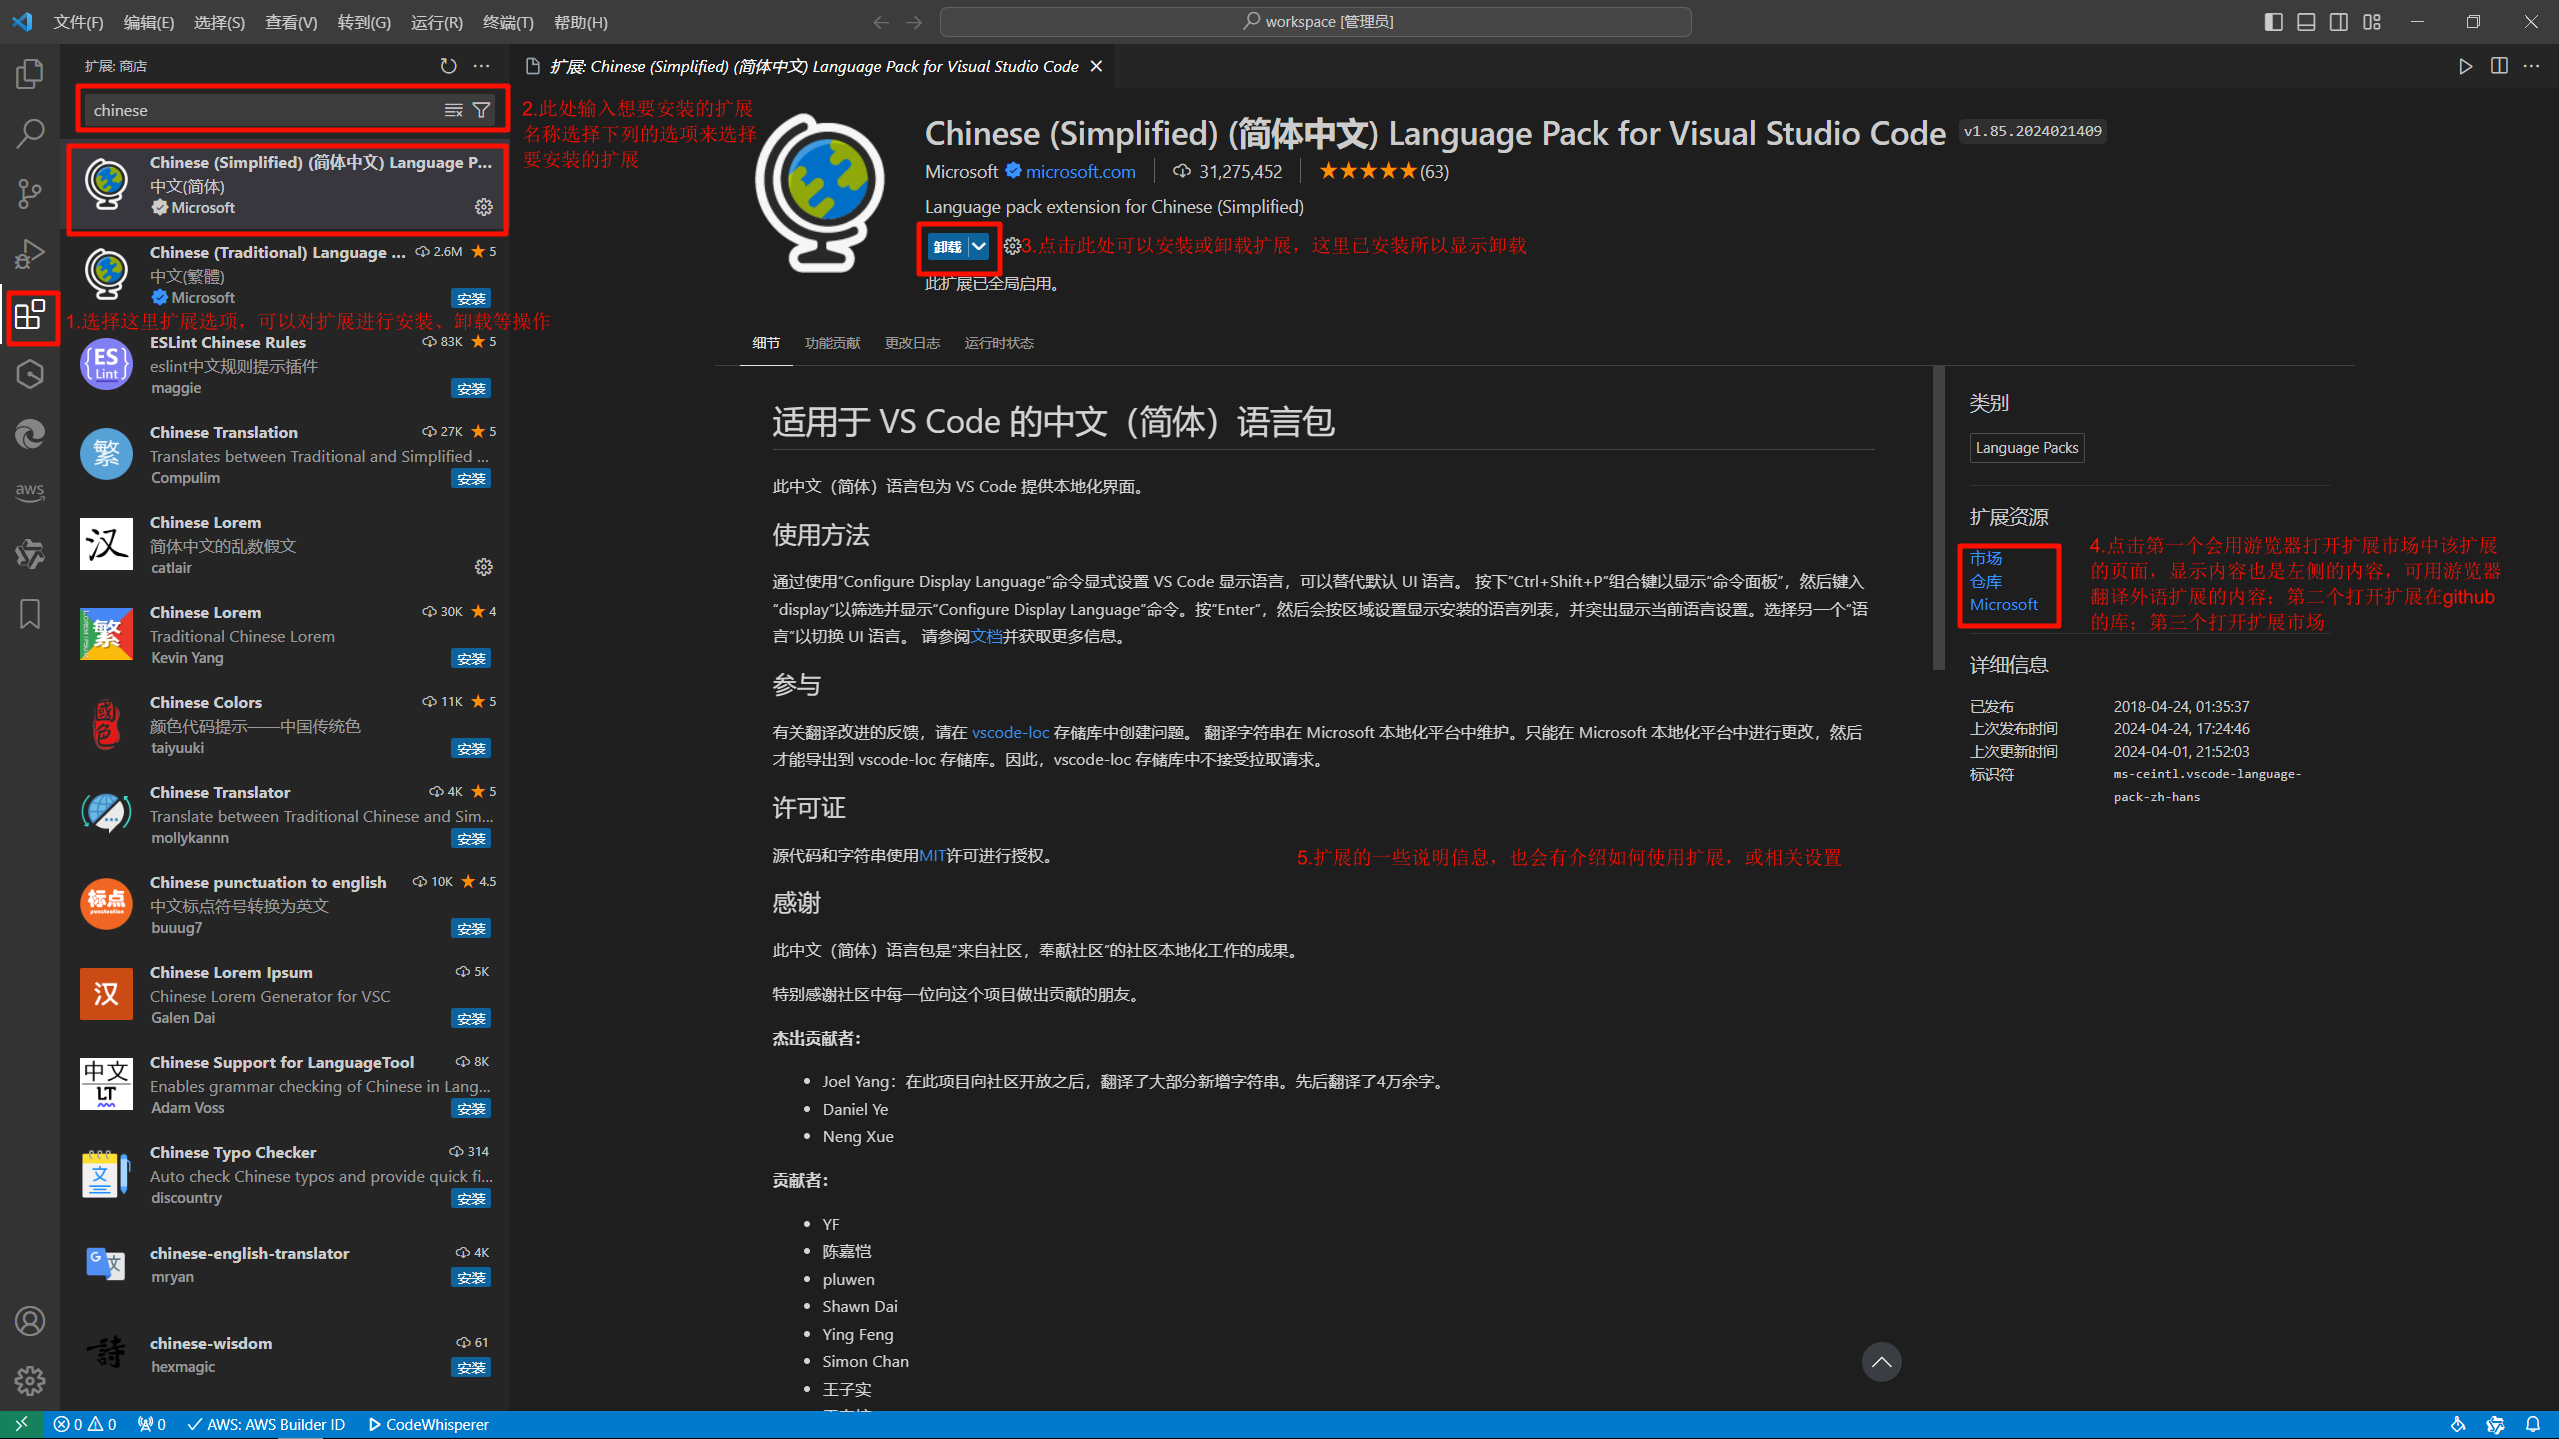 文件(F) 编辑(E) 选择(S) 查看(V) 转到(G) 运行(R) 终端(T) 帮助(H)
workspace [管理员]
扩展: 商店
chinese
Chinese (Simplified) (简体中文) Language P...
中文(简体)
Microsoft
Chinese (Traditional) Language ... 2.6M 5
中文(繁體)
Microsoft 安装
1.选择这里扩展选项，可以对扩展进行安装、卸载等操作
ESLint Chinese Rules 83K 5
{ES}
Lint
eslint中文规则提示插件
maggie 安装
Chinese Translation 27K 5
繁
Translates between Traditional and Simplified ...
Compulim 安装
Chinese Lorem
汉
简体中文的乱数假文
catlair
Chinese Lorem 30K 4
繁
Traditional Chinese Lorem
Kevin Yang 安装
Chinese Colors 11K 5
國色
颜色代码提示——中国传统色
taiyuuki 安装
Chinese Translator 4K 5
Translate between Traditional Chinese and Sim...
mollykannn 安装
Chinese punctuation to english 10K 4.5
标点
punctuation
中文标点符号转换为英文
buuug7 安装
Chinese Lorem Ipsum 5K
汉
Chinese Lorem Generator for VSC
Galen Dai 安装
Chinese Support for LanguageTool 8K
中文
LT
Enables grammar checking of Chinese in Lang...
Adam Voss 安装
Chinese Typo Checker 314
文
Auto check Chinese typos and provide quick fi...
discountry 安装
chinese-english-translator 4K
G 文
mryan 安装
chinese-wisdom 61
詩
hexmagic 安装
aws
扩展: Chinese (Simplified) (简体中文) Language Pack for Visual Studio Code
2.此处输入想要安装的扩展
名称选择下列的选项来选择
要安装的扩展
Chinese (Simplified) (简体中文) Language Pack for Visual Studio Code v1.85.2024021409
Microsoft microsoft.com 31,275,452 ★★★★★(63)
Language pack extension for Chinese (Simplified)
卸载 3.点击此处可以安装或卸载扩展，这里已安装所以显示卸载
此扩展已全局启用。
细节 功能贡献 更改日志 运行时状态
适用于 VS Code 的中文（简体）语言包
此中文（简体）语言包为 VS Code 提供本地化界面。
使用方法
通过使用“Configure Display Language”命令显式设置 VS Code 显示语言，可以替代默认 UI 语言。 按下“Ctrl+Shift+P”组合键以显示“命令面板”，然后键入
“display”以筛选并显示“Configure Display Language”命令。按“Enter”，然后会按区域设置显示安装的语言列表，并突出显示当前语言设置。选择另一个“语
言”以切换 UI 语言。 请参阅文档并获取更多信息。
参与
有关翻译改进的反馈，请在 vscode-loc 存储库中创建问题。 翻译字符串在 Microsoft 本地化平台中维护。只能在 Microsoft 本地化平台中进行更改，然后
才能导出到 vscode-loc 存储库。因此，vscode-loc 存储库中不接受拉取请求。
许可证
源代码和字符串使用MIT许可进行授权。
5.扩展的一些说明信息，也会有介绍如何使用扩展，或相关设置
感谢
此中文（简体）语言包是“来自社区，奉献社区”的社区本地化工作的成果。
特别感谢社区中每一位向这个项目做出贡献的朋友。
杰出贡献者：
• Joel Yang：在此项目向社区开放之后，翻译了大部分新增字符串。先后翻译了4万余字。
• Daniel Ye
• Neng Xue
贡献者：
• YF
• 陈嘉恺
• pluwen
• Shawn Dai
• Ying Feng
• Simon Chan
• 王子实
类别
Language Packs
扩展资源
市场
仓库
Microsoft
4.点击第一个会用游览器打开扩展市场中该扩展
的页面，显示内容也是左侧的内容，可用游览器
翻译外语扩展的内容；第二个打开扩展在github
的库；第三个打开扩展市场
详细信息
已发布 2018-04-24, 01:35:37
上次发布时间 2024-04-24, 17:24:46
上次更新时间 2024-04-01, 21:52:03
标识符 ms-ceintl.vscode-language-
pack-zh-hans
0 0 0 AWS: AWS Builder ID CodeWhisperer